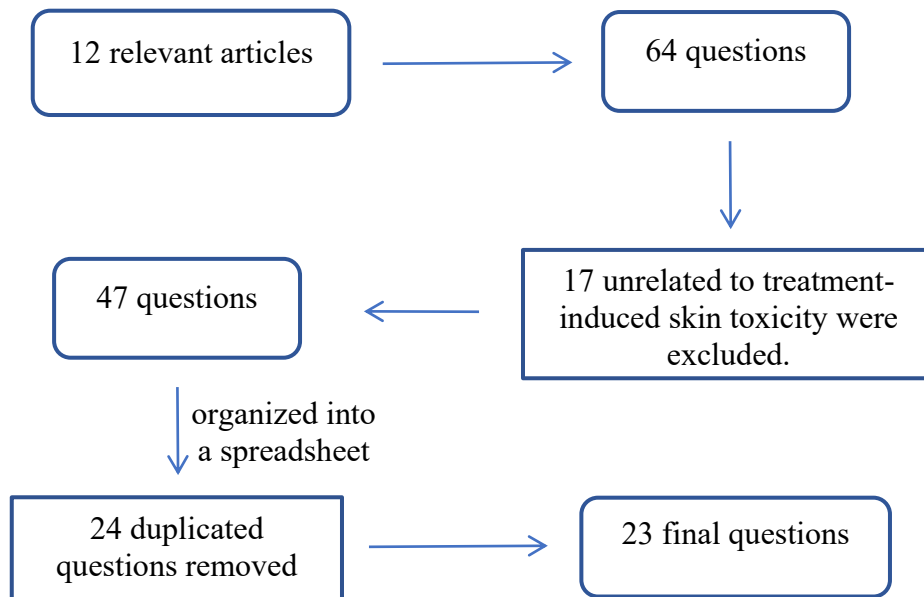 12 relevant articles
64 questions
17 unrelated to treatment-
induced skin toxicity were
excluded.
47 questions
organized into
a spreadsheet
24 duplicated
questions removed
23 final questions